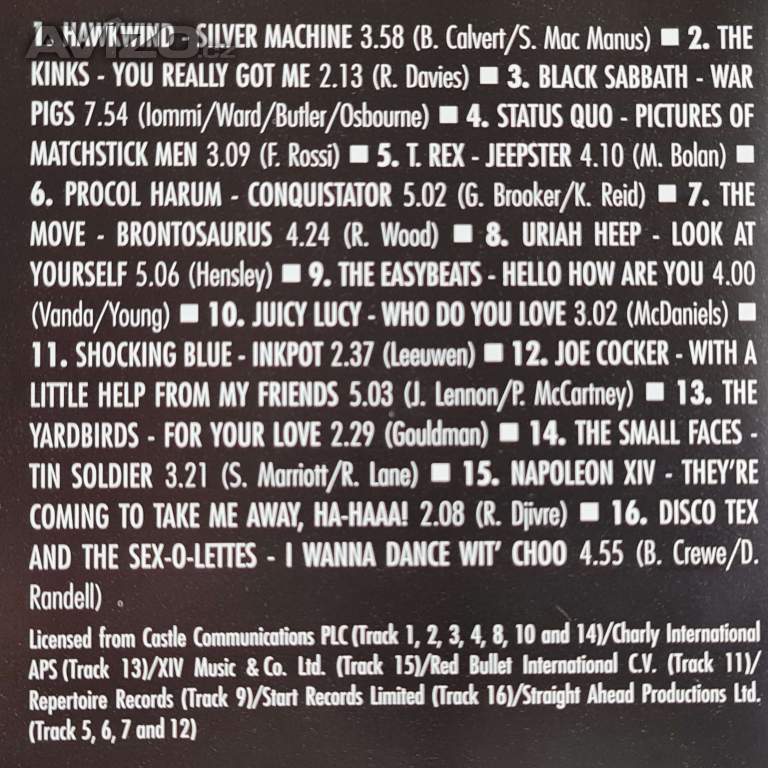 1. HAWKWIND - SILVER MACHINE 3.58 (B. Calvert/S. Mac Manus) ■ 2. THE
KINKS - YOU REALLY GOT ME 2.13 (R. Davies) ■ 3. BLACK SABBATH - WAR
PIGS 7.54 (Iommi/Ward/Butler/Osbourne) ■ 4. STATUS QUO - PICTURES OF
MATCHSTICK MEN 3.09 (F. Rossi) ■ 5. T. REX - JEEPSTER 4.10 (M. Bolan) ■
6. PROCOL HARUM - CONQUISTATOR 5.02 (G. Brooker/K. Reid) ■ 7. THE
MOVE - BRONTOSAURUS 4.24 (R. Wood) ■ 8. URIAH HEEP - LOOK AT
YOURSELF 5.06 (Hensley) ■ 9. THE EASYBEATS - HELLO HOW ARE YOU 4.00
(Vanda/Young) ■ 10. JUICY LUCY - WHO DO YOU LOVE 3.02 (McDaniels) ■
11. SHOCKING BLUE - INKPOT 2.37 (Leeuwen) ■ 12. JOE COCKER - WITH A
LITTLE HELP FROM MY FRIENDS 5.03 (J. Lennon/P. McCartney) ■ 13. THE
YARDBIRDS - FOR YOUR LOVE 2.29 (Gouldman) ■ 14. THE SMALL FACES -
TIN SOLDIER 3.21 (S. Marriott/R. Lane) ■ 15. NAPOLEON XIV - THEY'RE
COMING TO TAKE ME AWAY, HA-HAAA! 2.08 (R. Djivre) ■ 16. DISCO TEX
AND THE SEX-O-LETTES - I WANNA DANCE WIT' CHOO 4.55 (B. Crewe/D.
Randell)
Licensed from Castle Communications PLC (Track 1, 2, 3, 4, 8, 10 and 14)/Charly International
APS (Track 13)/XIV Music & Co. Ltd. (Track 15)/Red Bullet International C.V. (Track 11)/
Repertoire Records (Track 9)/Start Records Limited (Track 16)/Straight Ahead Productions Ltd.
(Track 5, 6, 7 and 12)
AVÍZO.cz